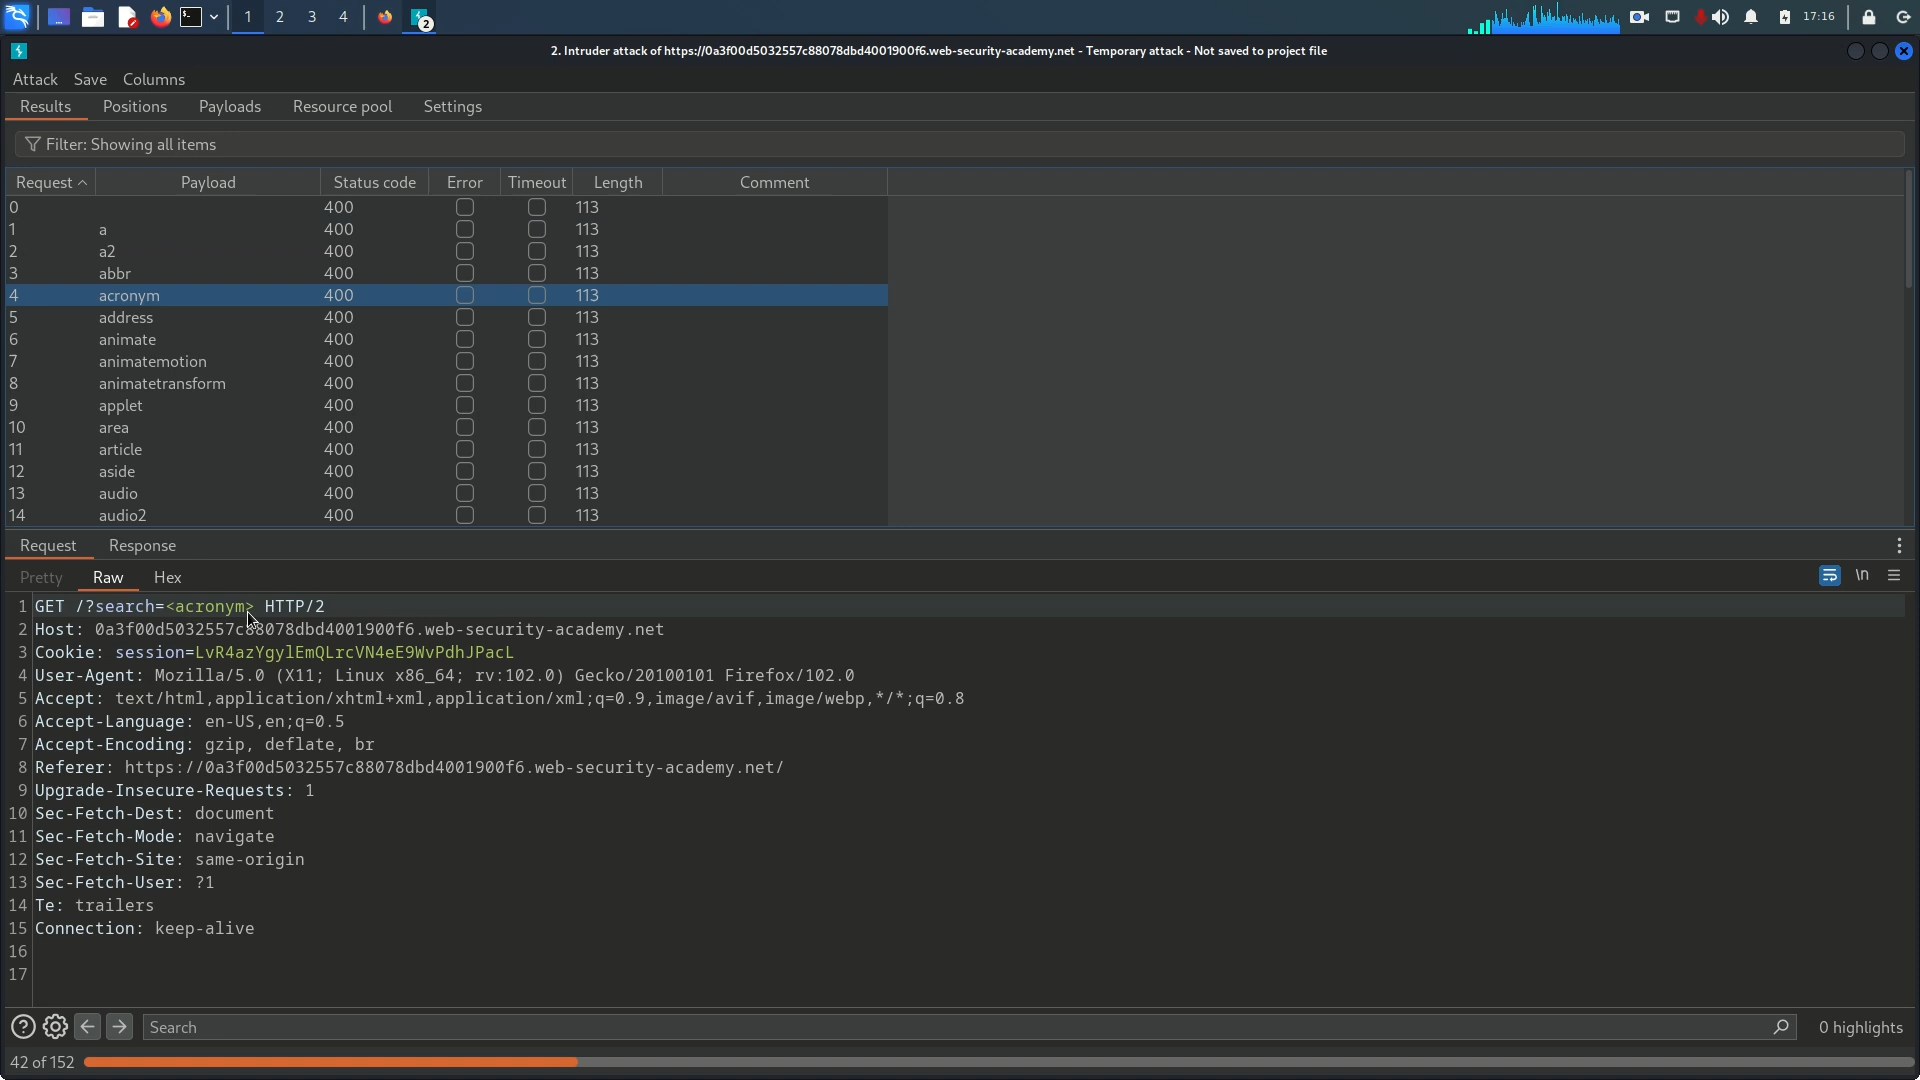 1 2 3 4 2 17:16
2. Intruder attack of https://0a3f00d5032557c88078dbd4001900f6.web-security-academy.net - Temporary attack - Not saved to project file
Attack Save Columns
Results Positions Payloads Resource pool Settings
Filter: Showing all items
Request Payload Status code Error Timeout Length Comment
0 400 113
1 a 400 113
2 a2 400 113
3 abbr 400 113
4 acronym 400 113
5 address 400 113
6 animate 400 113
7 animatemotion 400 113
8 animatetransform 400 113
9 applet 400 113
10 area 400 113
11 article 400 113
12 aside 400 113
13 audio 400 113
14 audio2 400 113
Request Response
Pretty Raw Hex \n
1 GET /?search=<acronym> HTTP/2
2 Host: 0a3f00d5032557c88078dbd4001900f6.web-security-academy.net
3 Cookie: session=LvR4azYgylEmQLrcVN4eE9WvPdhJPacL
4 User-Agent: Mozilla/5.0 (X11; Linux x86_64; rv:102.0) Gecko/20100101 Firefox/102.0
5 Accept: text/html,application/xhtml+xml,application/xml;q=0.9,image/avif,image/webp,*/*;q=0.8
6 Accept-Language: en-US,en;q=0.5
7 Accept-Encoding: gzip, deflate, br
8 Referer: https://0a3f00d5032557c88078dbd4001900f6.web-security-academy.net/
9 Upgrade-Insecure-Requests: 1
10 Sec-Fetch-Dest: document
11 Sec-Fetch-Mode: navigate
12 Sec-Fetch-Site: same-origin
13 Sec-Fetch-User: ?1
14 Te: trailers
15 Connection: keep-alive
16
17
Search 0 highlights
42 of 152